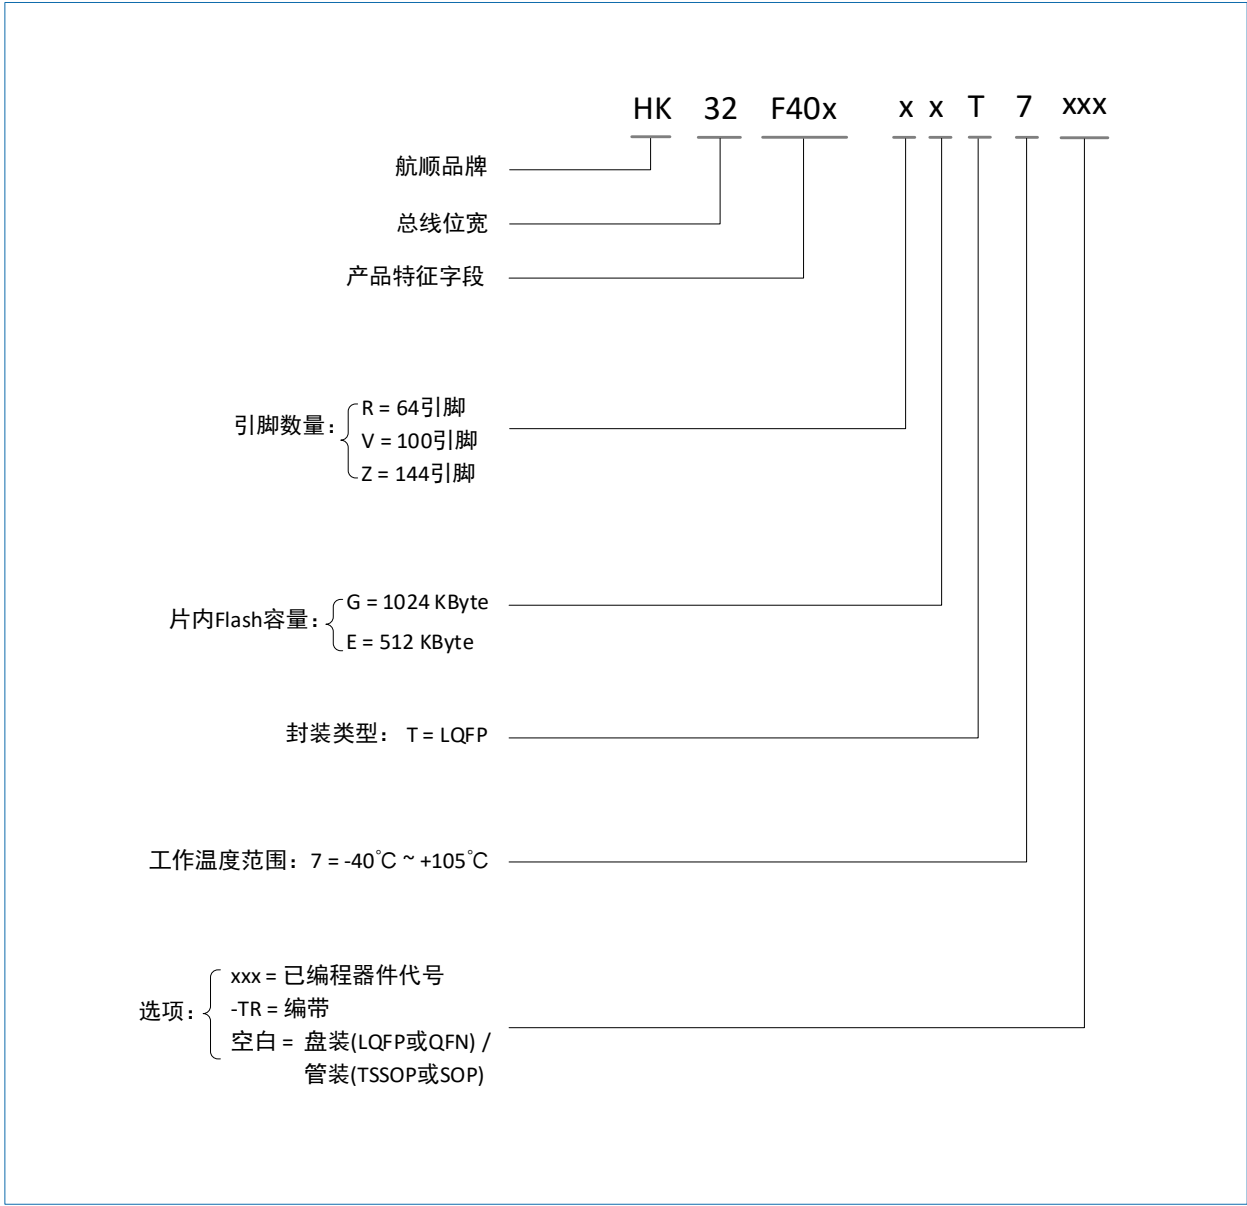 HK 32 F40x x x T 7 xxx
航顺品牌
总线位宽
产品特征字段
引脚数量：
R = 64引脚
V = 100引脚
Z = 144引脚
片内Flash容量：
G = 1024 KByte
E = 512 KByte
封装类型： T = LQFP
工作温度范围：7 = -40℃ ~ +105℃
选项：
xxx = 已编程器件代号
-TR = 编带
空白 = 盘装(LQFP或QFN) /
管装(TSSOP或SOP)